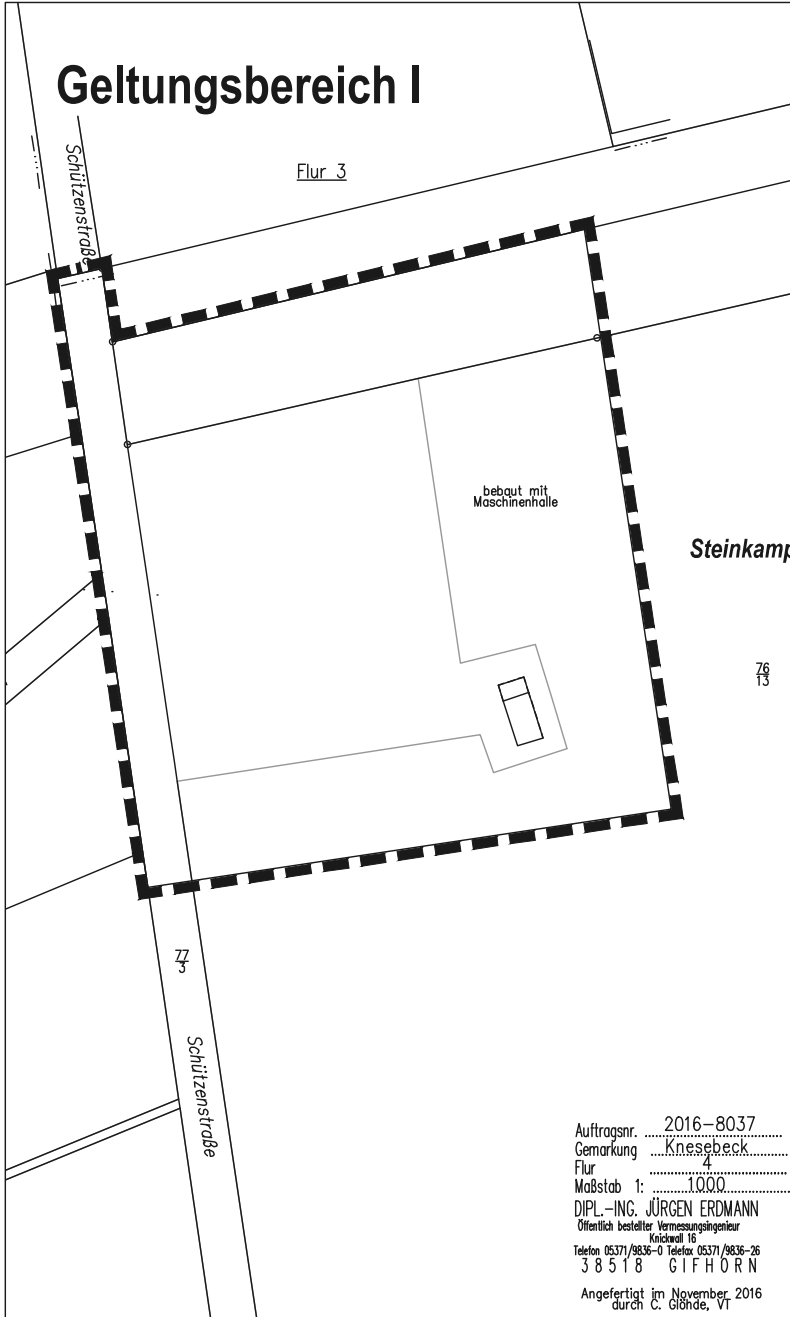 Geltungsbereich I
Schützenstraße
Flur 3
bebaut mit
Maschinenhalle
Steinkamp
76
13
77
3
Schützenstraße
Auftragsnr. 2016-8037
Gemarkung Knesebeck
Flur 4
Maßstab 1: 1000
DIPL.-ING. JÜRGEN ERDMANN
Öffentlich bestellter Vermessungsingenieur
Knickwall 16
Telefon 05371/9836-0 Telefax 05371/9836-26
38518 GIFHORN
Angefertigt im November 2016
durch C. Glöhde, VT